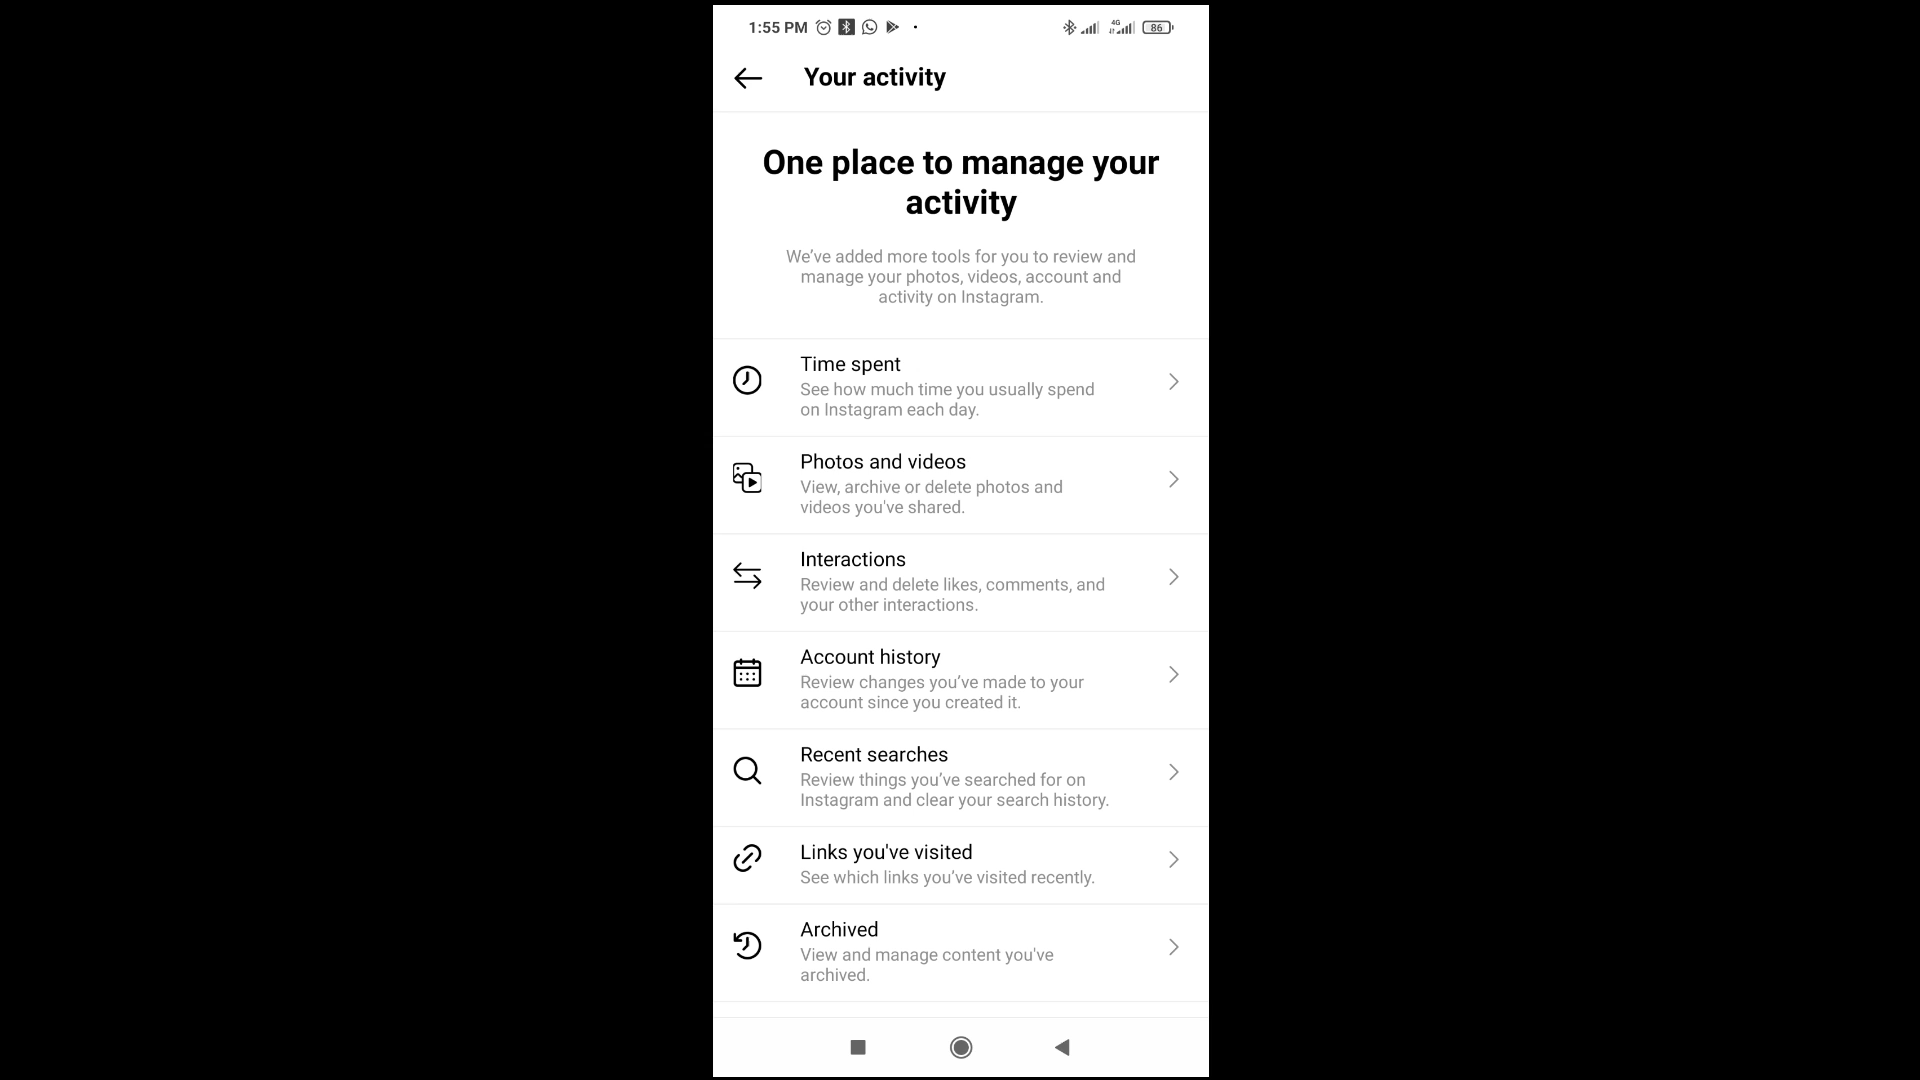 1:55 PM
4G
86
Your activity
One place to manage your
activity
We’ve added more tools for you to review and
manage your photos, videos, account and
activity on Instagram.
Time spent
See how much time you usually spend
on Instagram each day.
Photos and videos
View, archive or delete photos and
videos you've shared.
Interactions
Review and delete likes, comments, and
your other interactions.
Account history
Review changes you’ve made to your
account since you created it.
Recent searches
Review things you’ve searched for on
Instagram and clear your search history.
Links you've visited
See which links you’ve visited recently.
Archived
View and manage content you've
archived.